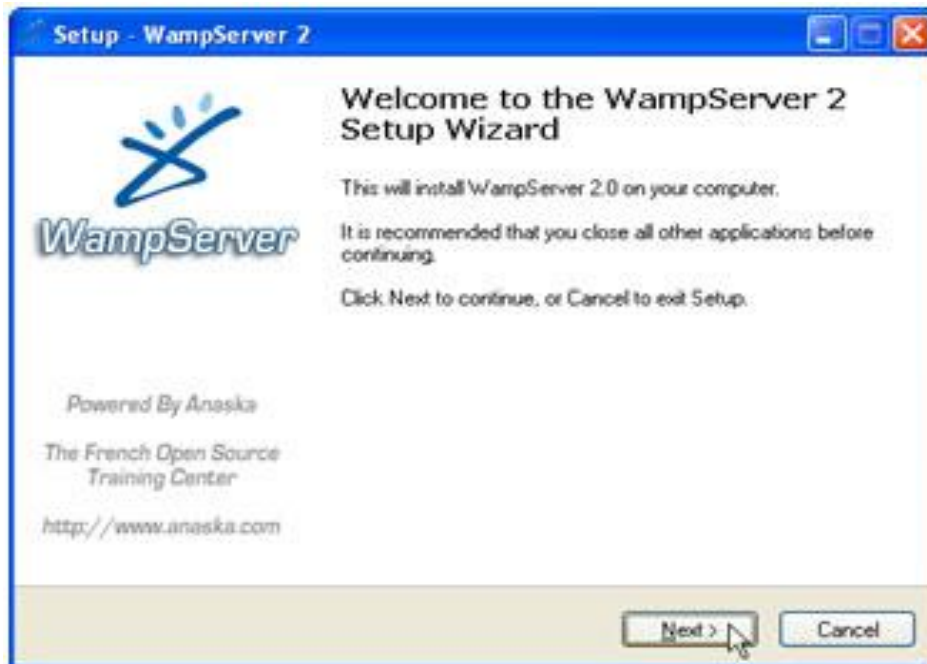 Setup - WampServer 2
WampServer
Welcome to the WampServer 2
Setup Wizard
This will install WampServer 2.0 on your computer.
It is recommended that you close all other applications before
continuing.
Click Next to continue, or Cancel to exit Setup.
Powered By Anaska
The French Open Source
Training Center
http://www.anaska.com
Next >
Cancel